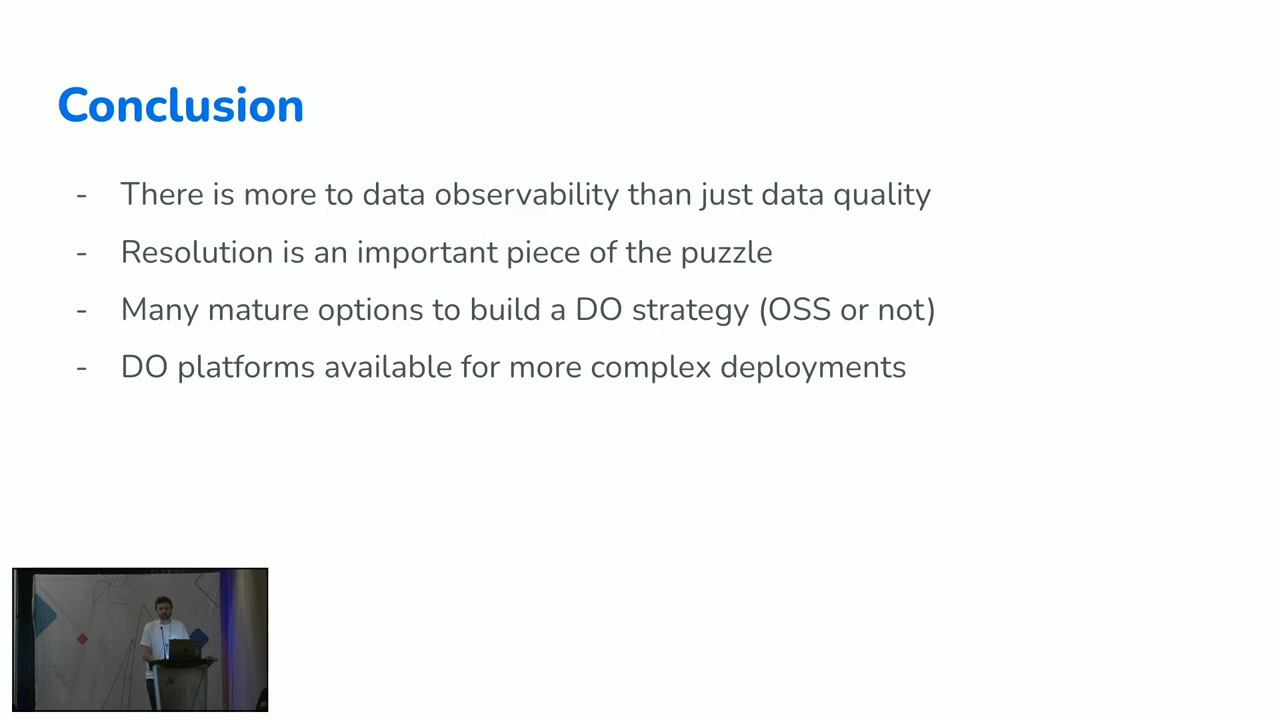 Conclusion
- There is more to data observability than just data quality
- Resolution is an important piece of the puzzle
- Many mature options to build a DO strategy (OSS or not)
- DO platforms available for more complex deployments